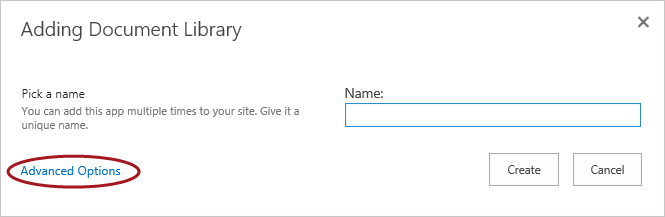 Adding Document Library
Pick a name
You can add this app multiple times to your site. Give it a
unique name.
Name:
Advanced Options
Create
Cancel